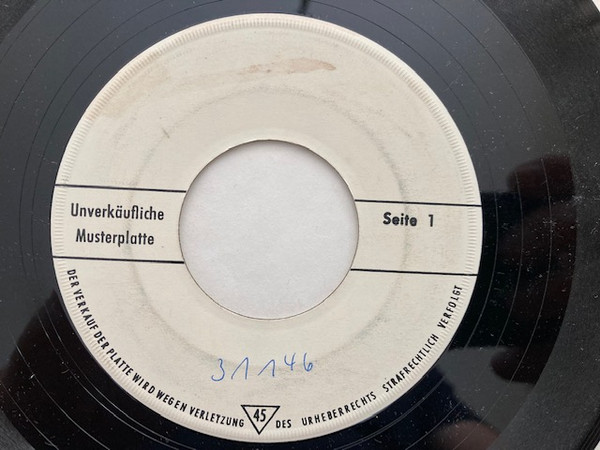 Unverkäufliche
Musterplatte
Seite 1
31146
DER VERKAUF DER PLATTE WIRD WEGEN VERLETZUNG 45 DES URHEBERRECHTS STRAFRECHTLICH VERFOLGT